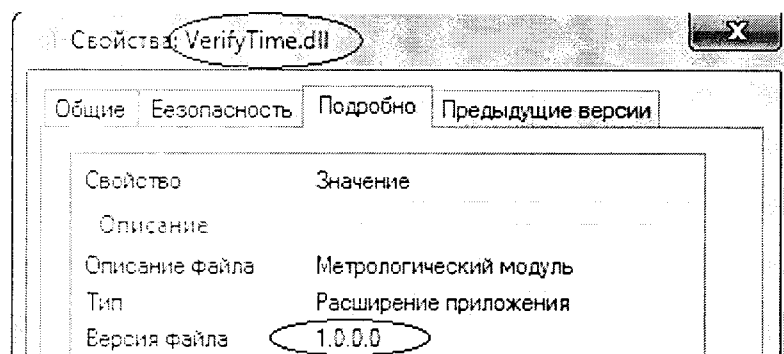 Свойства: VerifyTime.dll
Общие Безопасность Подробно Предыдущие версии
Свойство Значение
Описание
Описание файла Метрологический модуль
Тип Расширение приложения
Версия файла 1.0.0.0